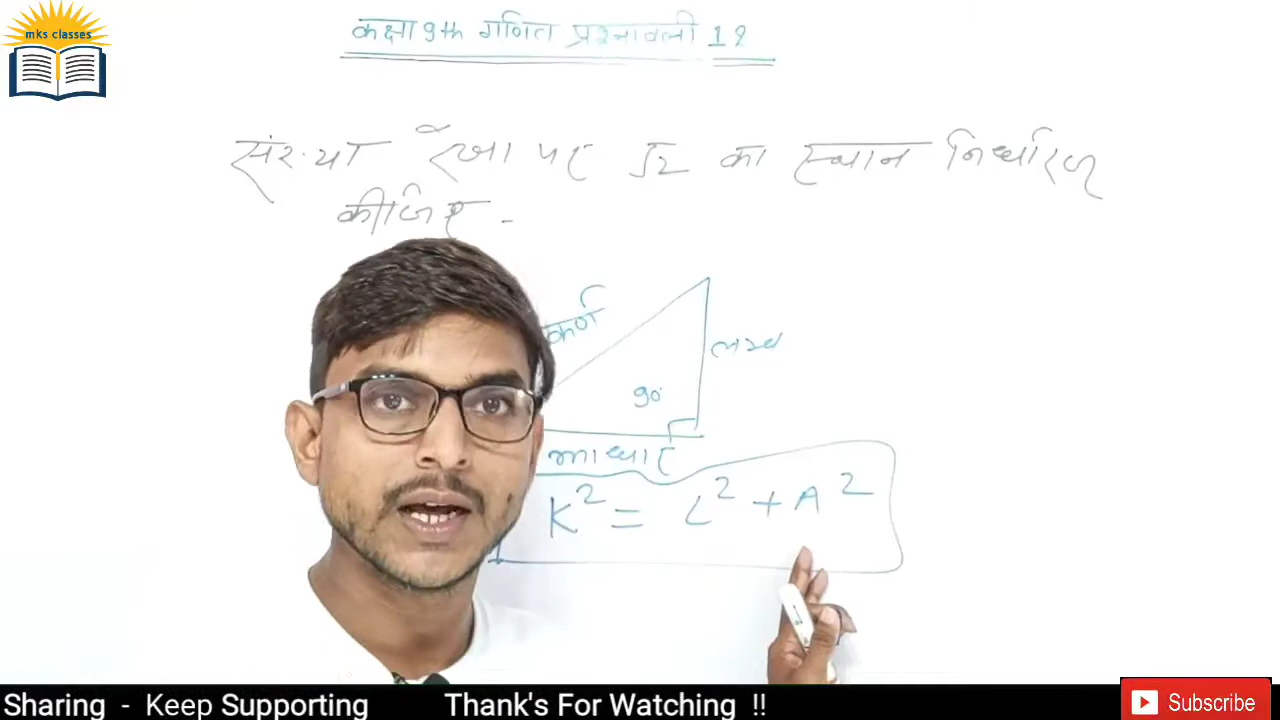 mks classes
कक्षा 9th गणित प्रश्नावली 1.2
संख्या रेखा पर √2 का स्थान निर्धारण
कीजिए -
कर्ण
लम्ब
90°
आधार
K² = L² + A²
Sharing - Keep Supporting Thank's For Watching !!
Subscribe